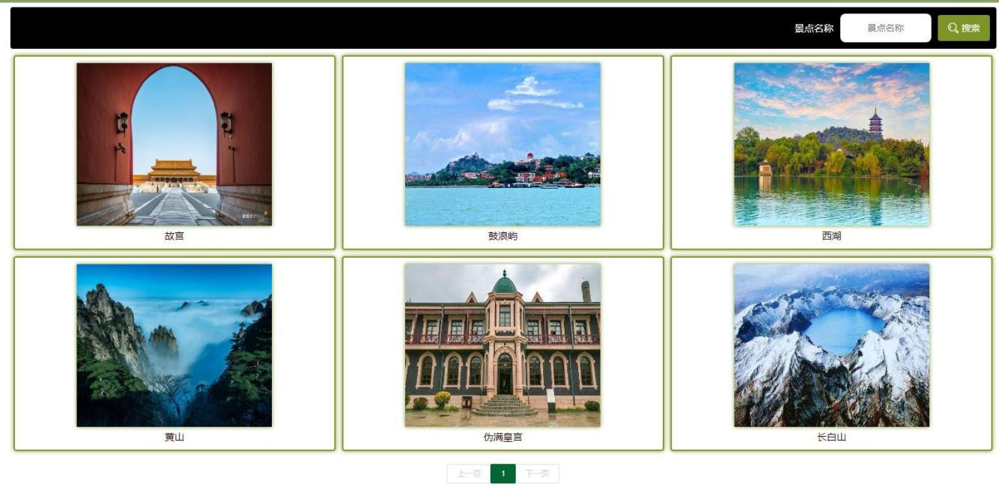 景点名称 景点名称 搜索
故宫 鼓浪屿 西湖
黄山 伪满皇宫 长白山
上一页 1 下一页